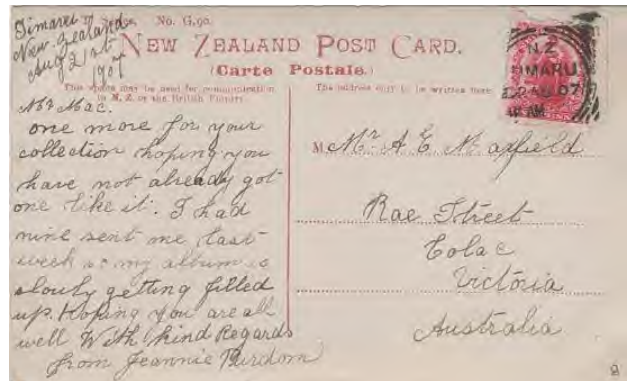 Timaru
New Zealand
Aug 21st
1907
No. G.90.
NEW ZEALAND POST CARD.
(Carte Postale.)
This space may be used for communication
in N. Z. or the British
The address only to be written here
N.Z.
TIMARU
22 AU 07
Mr Mac.
one more for your
collection hoping you
have not already got
one like it. I had
nine sent me last
week so my album is
slowly getting filled
up. Hoping you are all
well With kind Regards
from Jeannie Purdom
M Mr A E Maxfield
Rae Street
Colac
Victoria
Australia